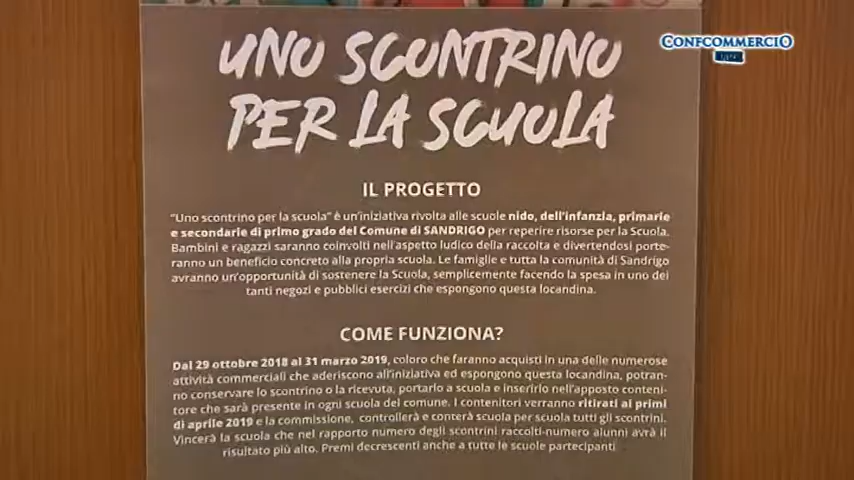 UNO SCONTRINO
PER LA SCUOLA
CONFCOMMERCIO
IL PROGETTO
"Uno scontrino per la scuola" è un'iniziativa rivolta alle scuole nido, dell'infanzia, primarie
e secondarie di primo grado del Comune di SANDRIGO per reperire risorse per la Scuola.
Bambini e ragazzi saranno coinvolti nell'aspetto ludico della raccolta e divertendosi porte-
ranno un beneficio concreto alla propria scuola. Le famiglie e tutta la comunità di Sandrigo
avranno un'opportunità di sostenere la Scuola, semplicemente facendo la spesa in uno dei
tanti negozi e pubblici esercizi che espongono questa locandina.
COME FUNZIONA?
Dal 29 ottobre 2018 al 31 marzo 2019, coloro che faranno acquisti in una delle numerose
attività commerciali che aderiscono all'iniziativa ed espongono questa locandina, potran-
no conservare lo scontrino o la ricevuta, portarlo a scuola e inserirlo nell'apposto conteni-
tore che sarà presente in ogni scuola del comune. I contenitori verranno ritirati ai primi
di aprile 2019 e la commissione, controllerà e conterà scuola per scuola tutti gli scontrini.
Vincerà la scuola che nel rapporto numero degli scontrini raccolti-numero alunni avrà il
risultato più alto. Premi decrescenti anche a tutte le scuole partecipanti